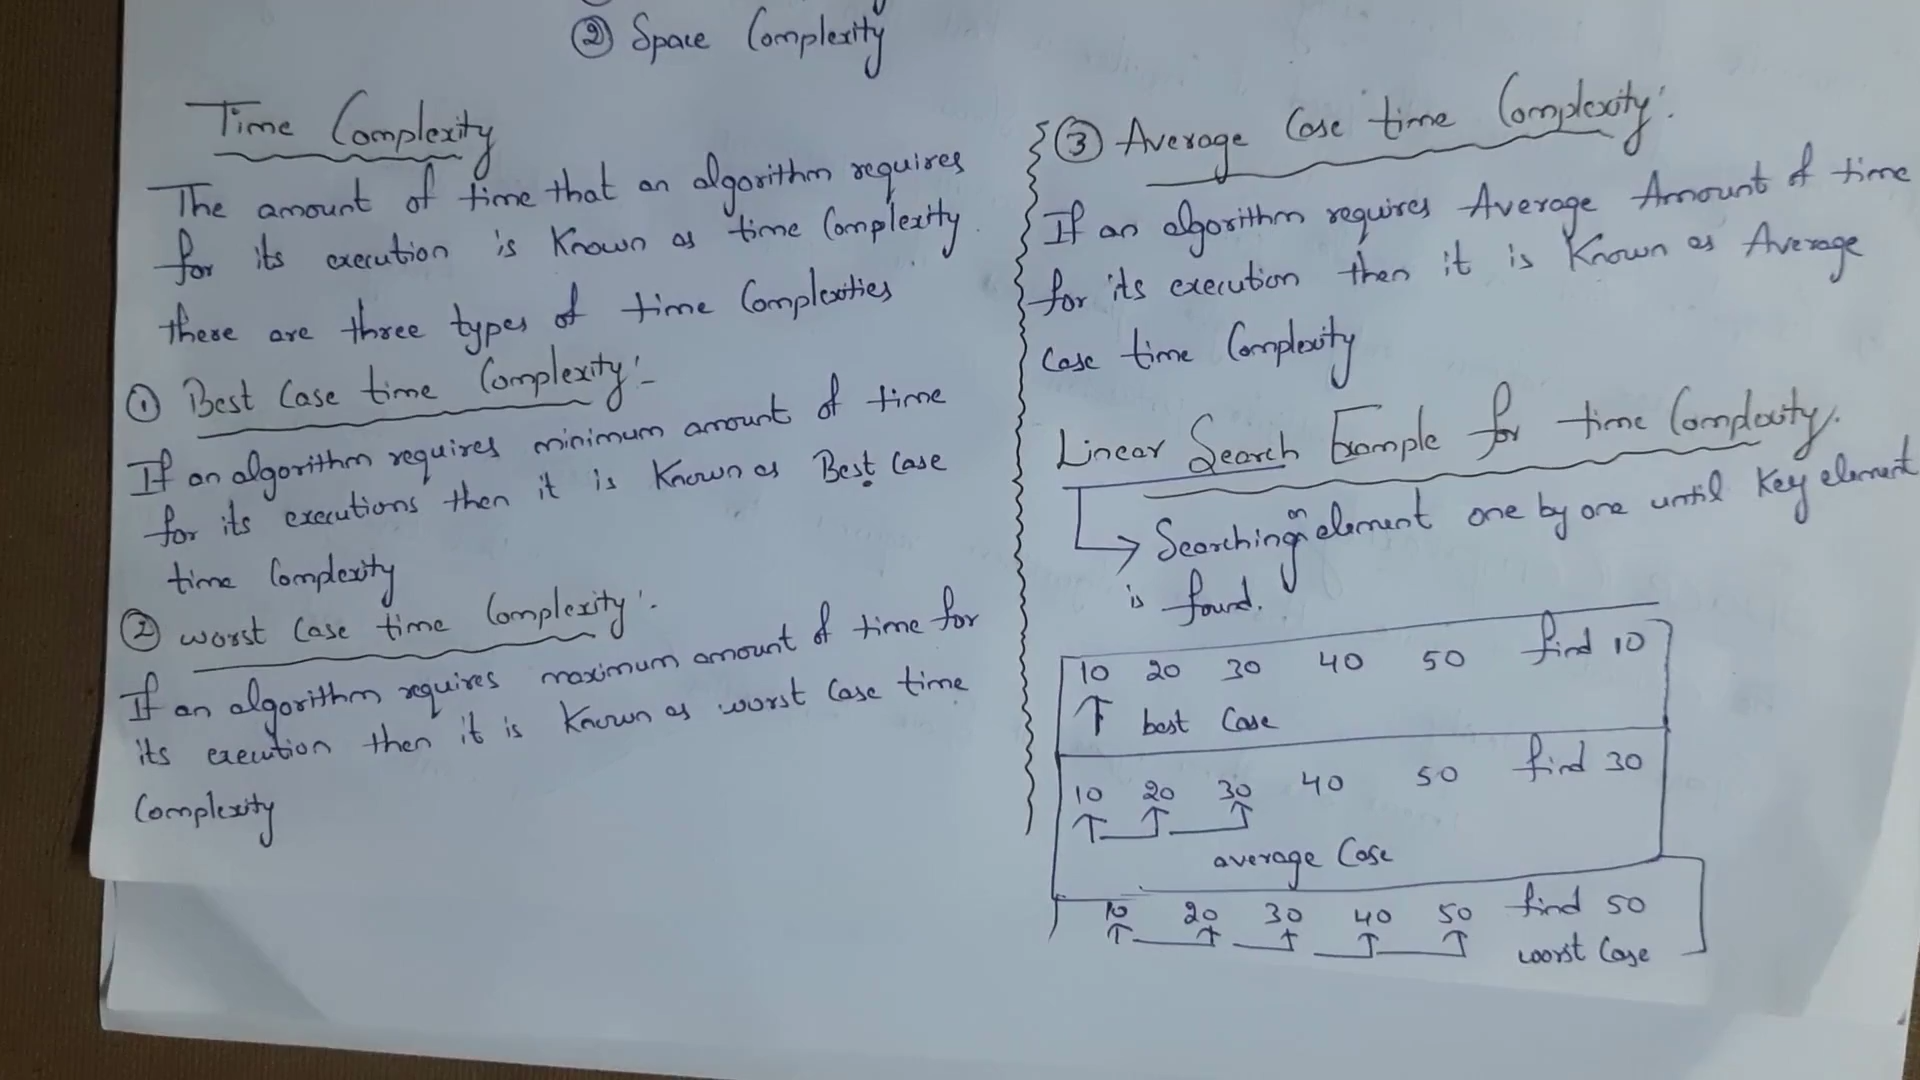 ② Space Complexity
Time Complexity
The amount of time that an algorithm requires
for its execution is Known as time Complexity
there are three types of time Complexities
① Best Case time Complexity:-
If an algorithm requires minimum amount of time
for its executions then it is Known as Best Case
time Complexity
② worst Case time Complexity:-
If an algorithm requires maximum amount of time for
its execution then it is Known as worst Case time
Complexity
③ Average Case time Complexity:
If an algorithm requires Average Amount of time
for its execution then it is Known as Average
Case time Complexity
Linear Search Example for time Complexity.
→ Searching an element one by one until Key element
is found.
10 20 30 40 50 find 10
↑ best Case
10 20 30 40 50 find 30
↑ ↑ ↑
average Case
10 20 30 40 50 find 50
↑ ↑ ↑ ↑ ↑ worst Case